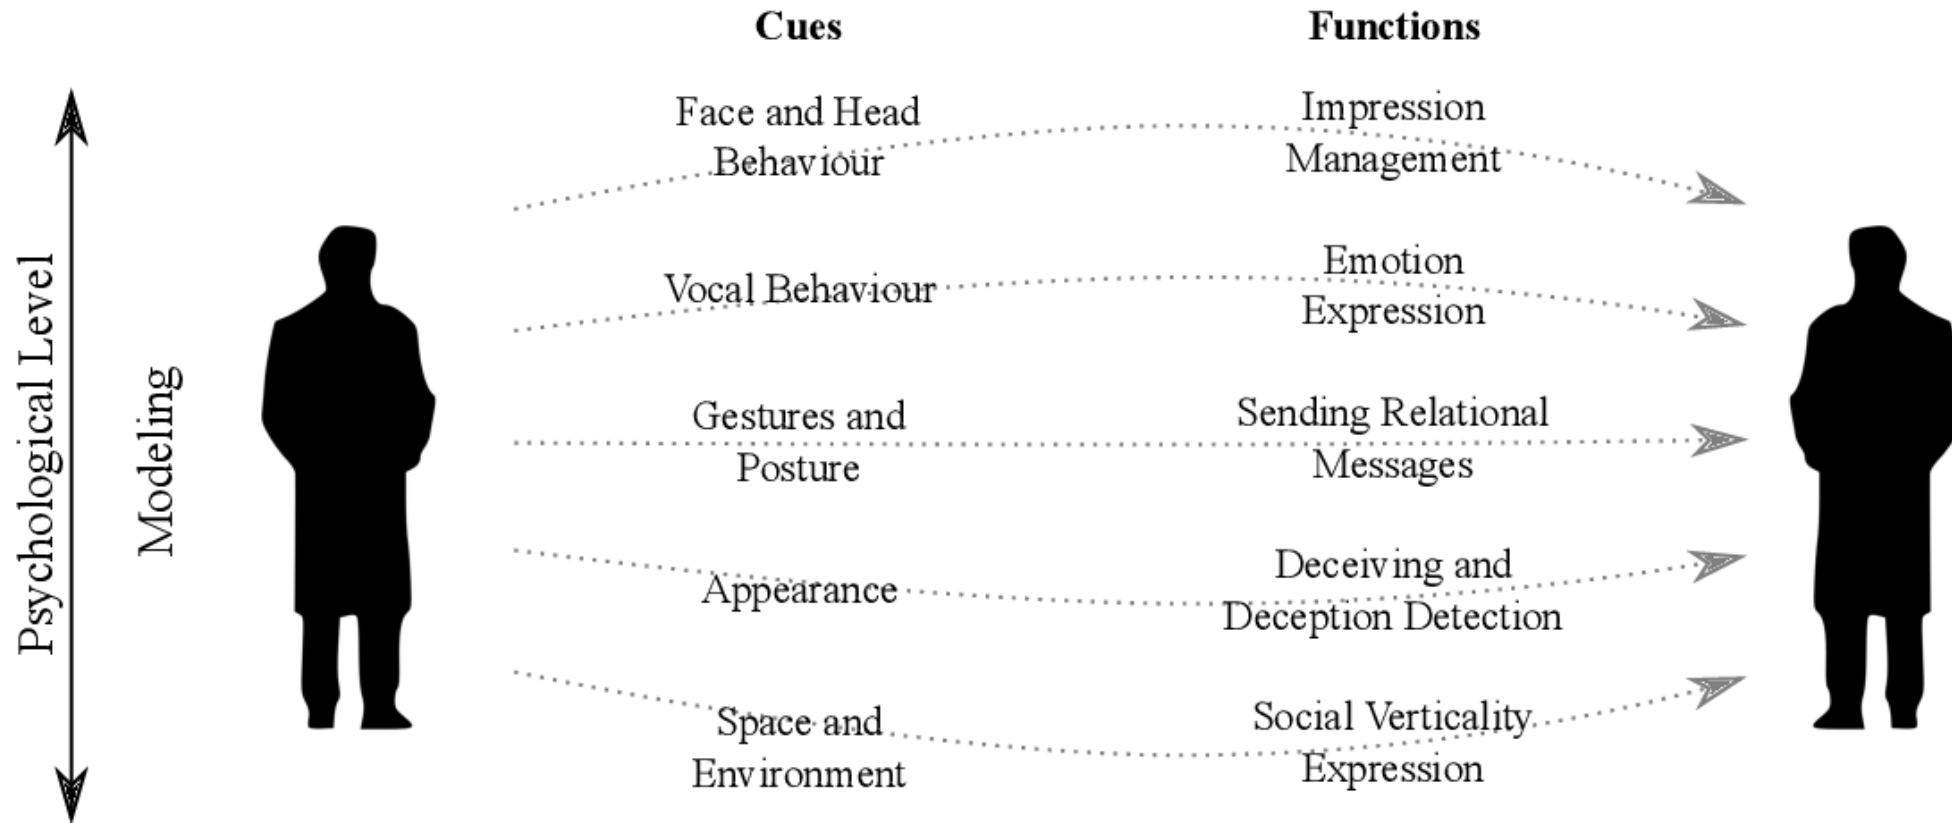 Cues
Functions
Face and Head
Behaviour
Impression
Management
Vocal Behaviour
Emotion
Expression
Gestures and
Posture
Sending Relational
Messages
Appearance
Deceiving and
Deception Detection
Space and
Environment
Social Verticality
Expression
Psychological Level
Modeling